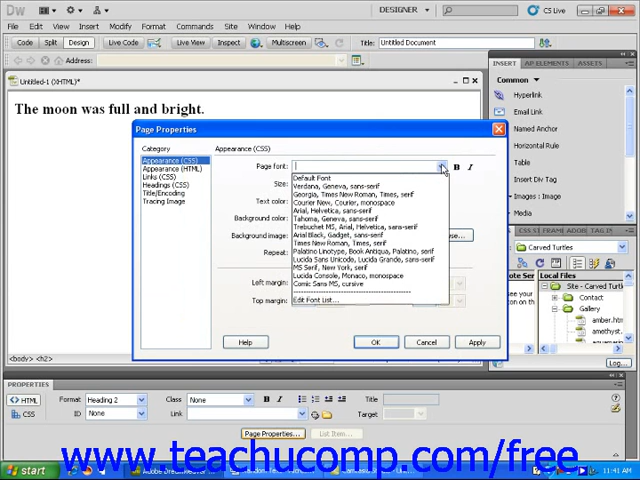 Dw
DESIGNER
CS Live
File Edit View Insert Modify Format Commands Site Window Help
Code Split Design Live Code Live View Inspect Multiscreen Title: Untitled Document
Address:
Untitled-1 (XHTML)*
The moon was full and bright.
<body> <h2>
Page Properties
Category
Appearance (CSS)
Appearance (HTML)
Links (CSS)
Headings (CSS)
Title/Encoding
Tracing Image
Appearance (CSS)
Page font:
B I
Size:
Text color:
Background color:
Background image:
Repeat:
Left margin:
Top margin:
Default Font
Verdana, Geneva, sans-serif
Georgia, Times New Roman, Times, serif
Courier New, Courier, monospace
Arial, Helvetica, sans-serif
Tahoma, Geneva, sans-serif
Trebuchet MS, Arial, Helvetica, sans-serif
Arial Black, Gadget, sans-serif
Times New Roman, Times, serif
Palatino Linotype, Book Antiqua, Palatino, serif
Lucida Sans Unicode, Lucida Grande, sans-serif
MS Serif, New York, serif
Lucida Console, Monaco, monospace
Comic Sans MS, cursive
Edit Font List...
Help OK Cancel Apply
INSERT AP ELEMENTS ASSETS
Common
Hyperlink
Email Link
Named Anchor
Horizontal Rule
Table
Insert Div Tag
Images : Image
Media
FILES
Carved Turtles
Local Files
Site - Carved Turtles
Contact
Gallery
amber.htm
amethyst.
aquamarine
Log...
PROPERTIES
HTML Format Heading 2 Class None B I Title
CSS ID None Link Target
Page Properties... List Item...
www.teachucomp.com/free
start
11:41 AM